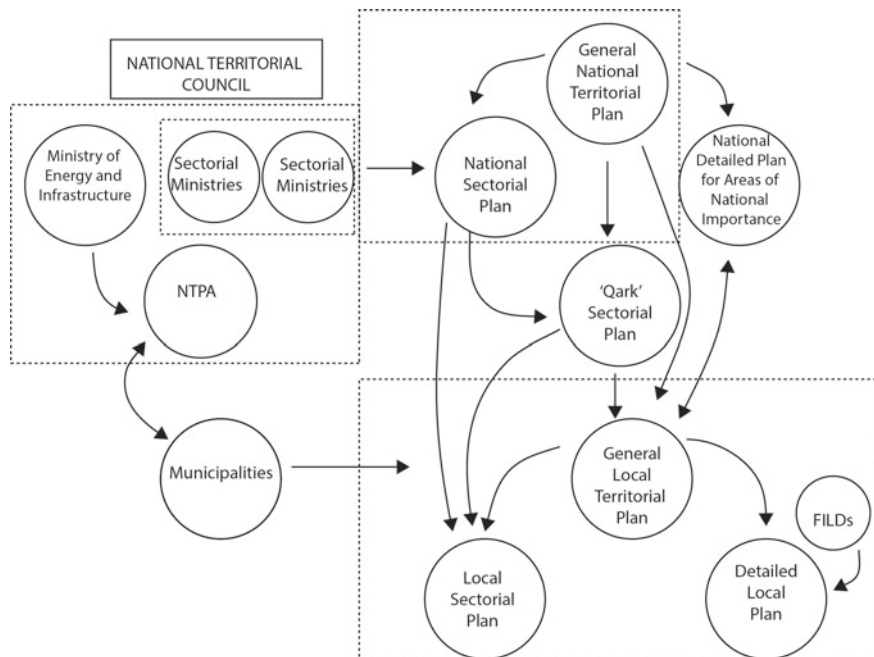 NATIONAL TERRITORIAL
COUNCIL
Ministry of
Energy and
Infrastructure
Sectorial
Ministries
Sectorial
Ministries
NTPA
Municipalities
General
National
Territorial
Plan
National
Sectorial
Plan
National
Detailed Plan
for Areas of
National
Importance
'Qark'
Sectorial
Plan
General
Local
Territorial
Plan
FILDs
Local
Sectorial
Plan
Detailed
Local
Plan